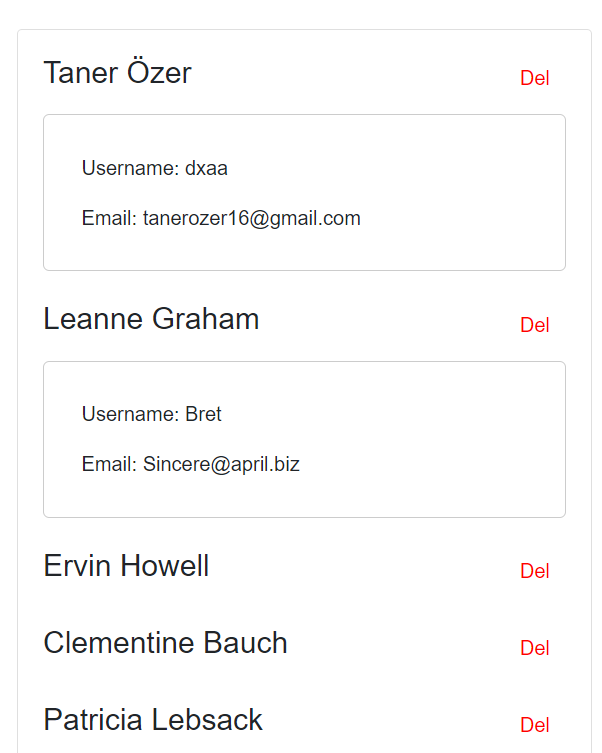 Taner Özer Del
Username: dxaa
Email: tanerozer16@gmail.com
Leanne Graham Del
Username: Bret
Email: Sincere@april.biz
Ervin Howell Del
Clementine Bauch Del
Patricia Lebsack Del